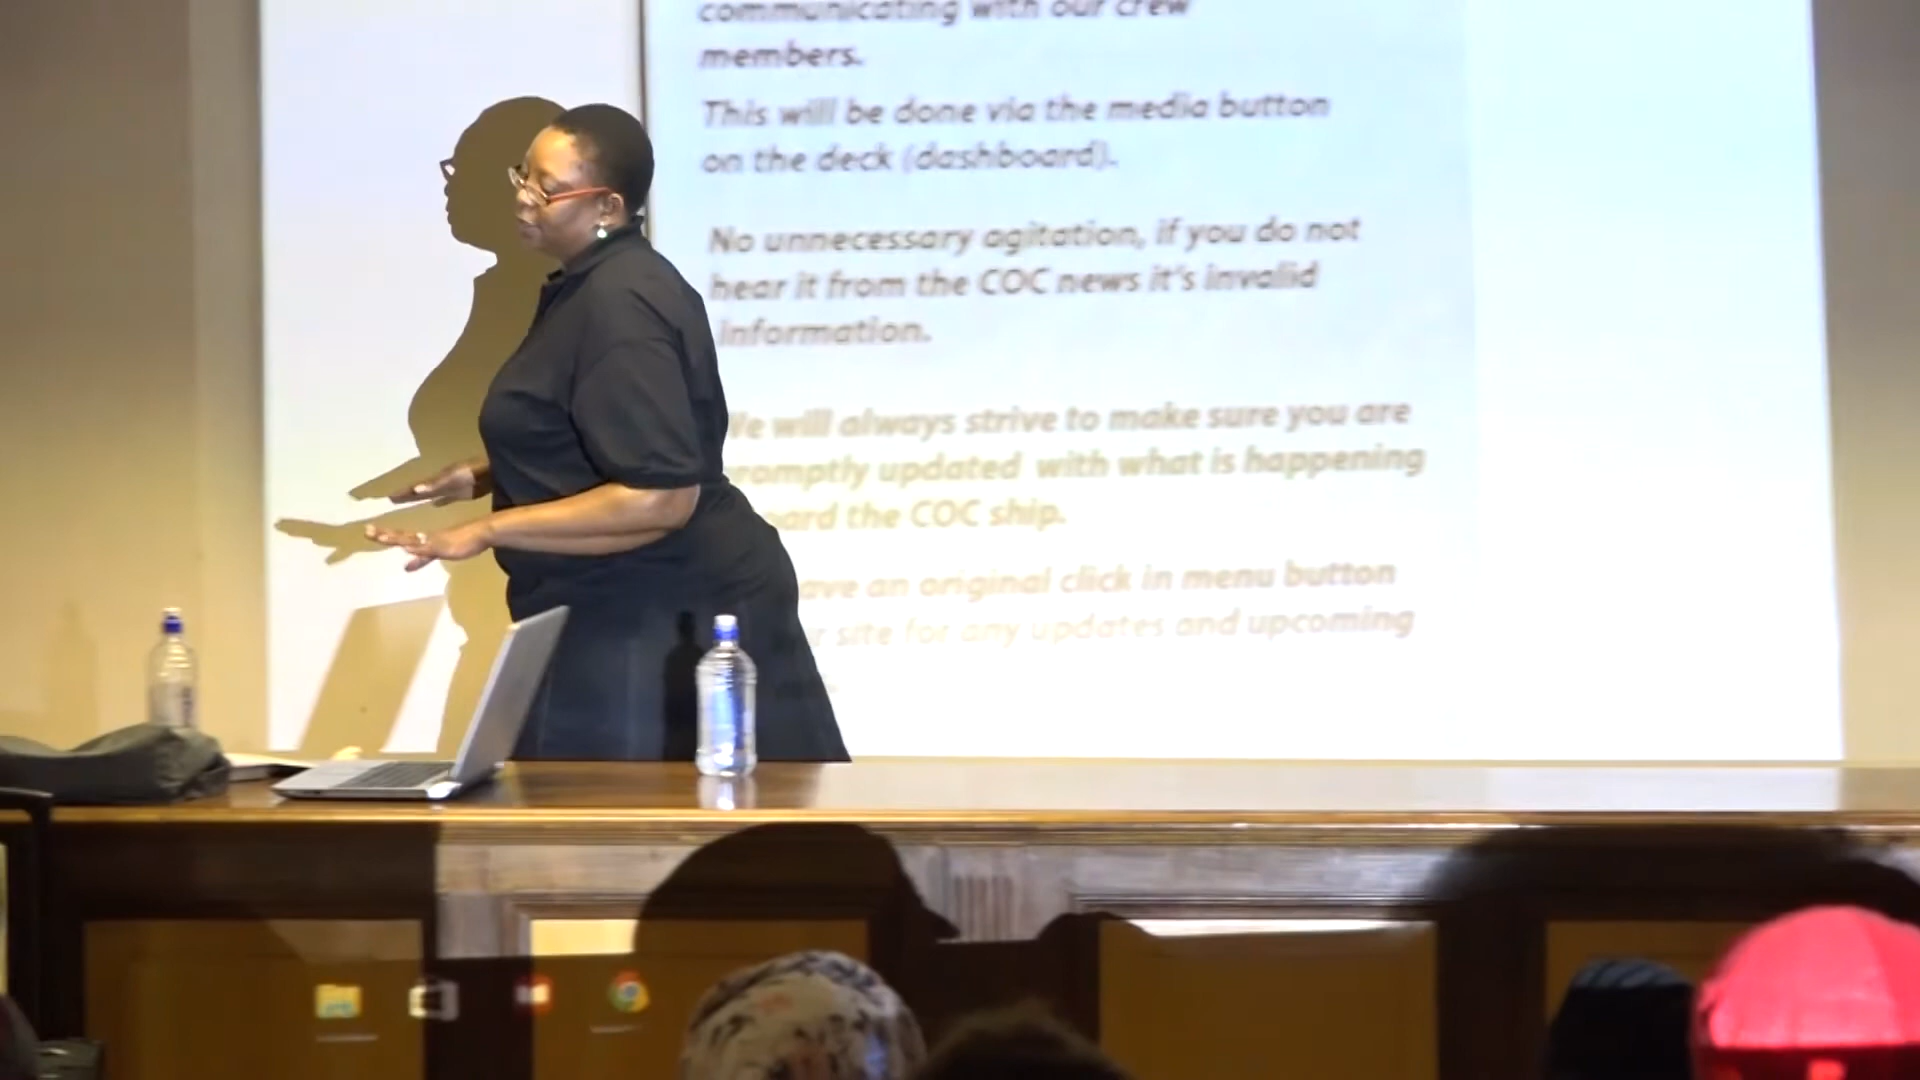 communicating with our crew
members.
This will be done via the media button
on the deck (dashboard).
No unnecessary agitation, if you do not
hear it from the COC news it's invalid
information.
We will always strive to make sure you are
promptly updated with what is happening
the COC ship.
an original click in menu button
site for any updates and upcoming